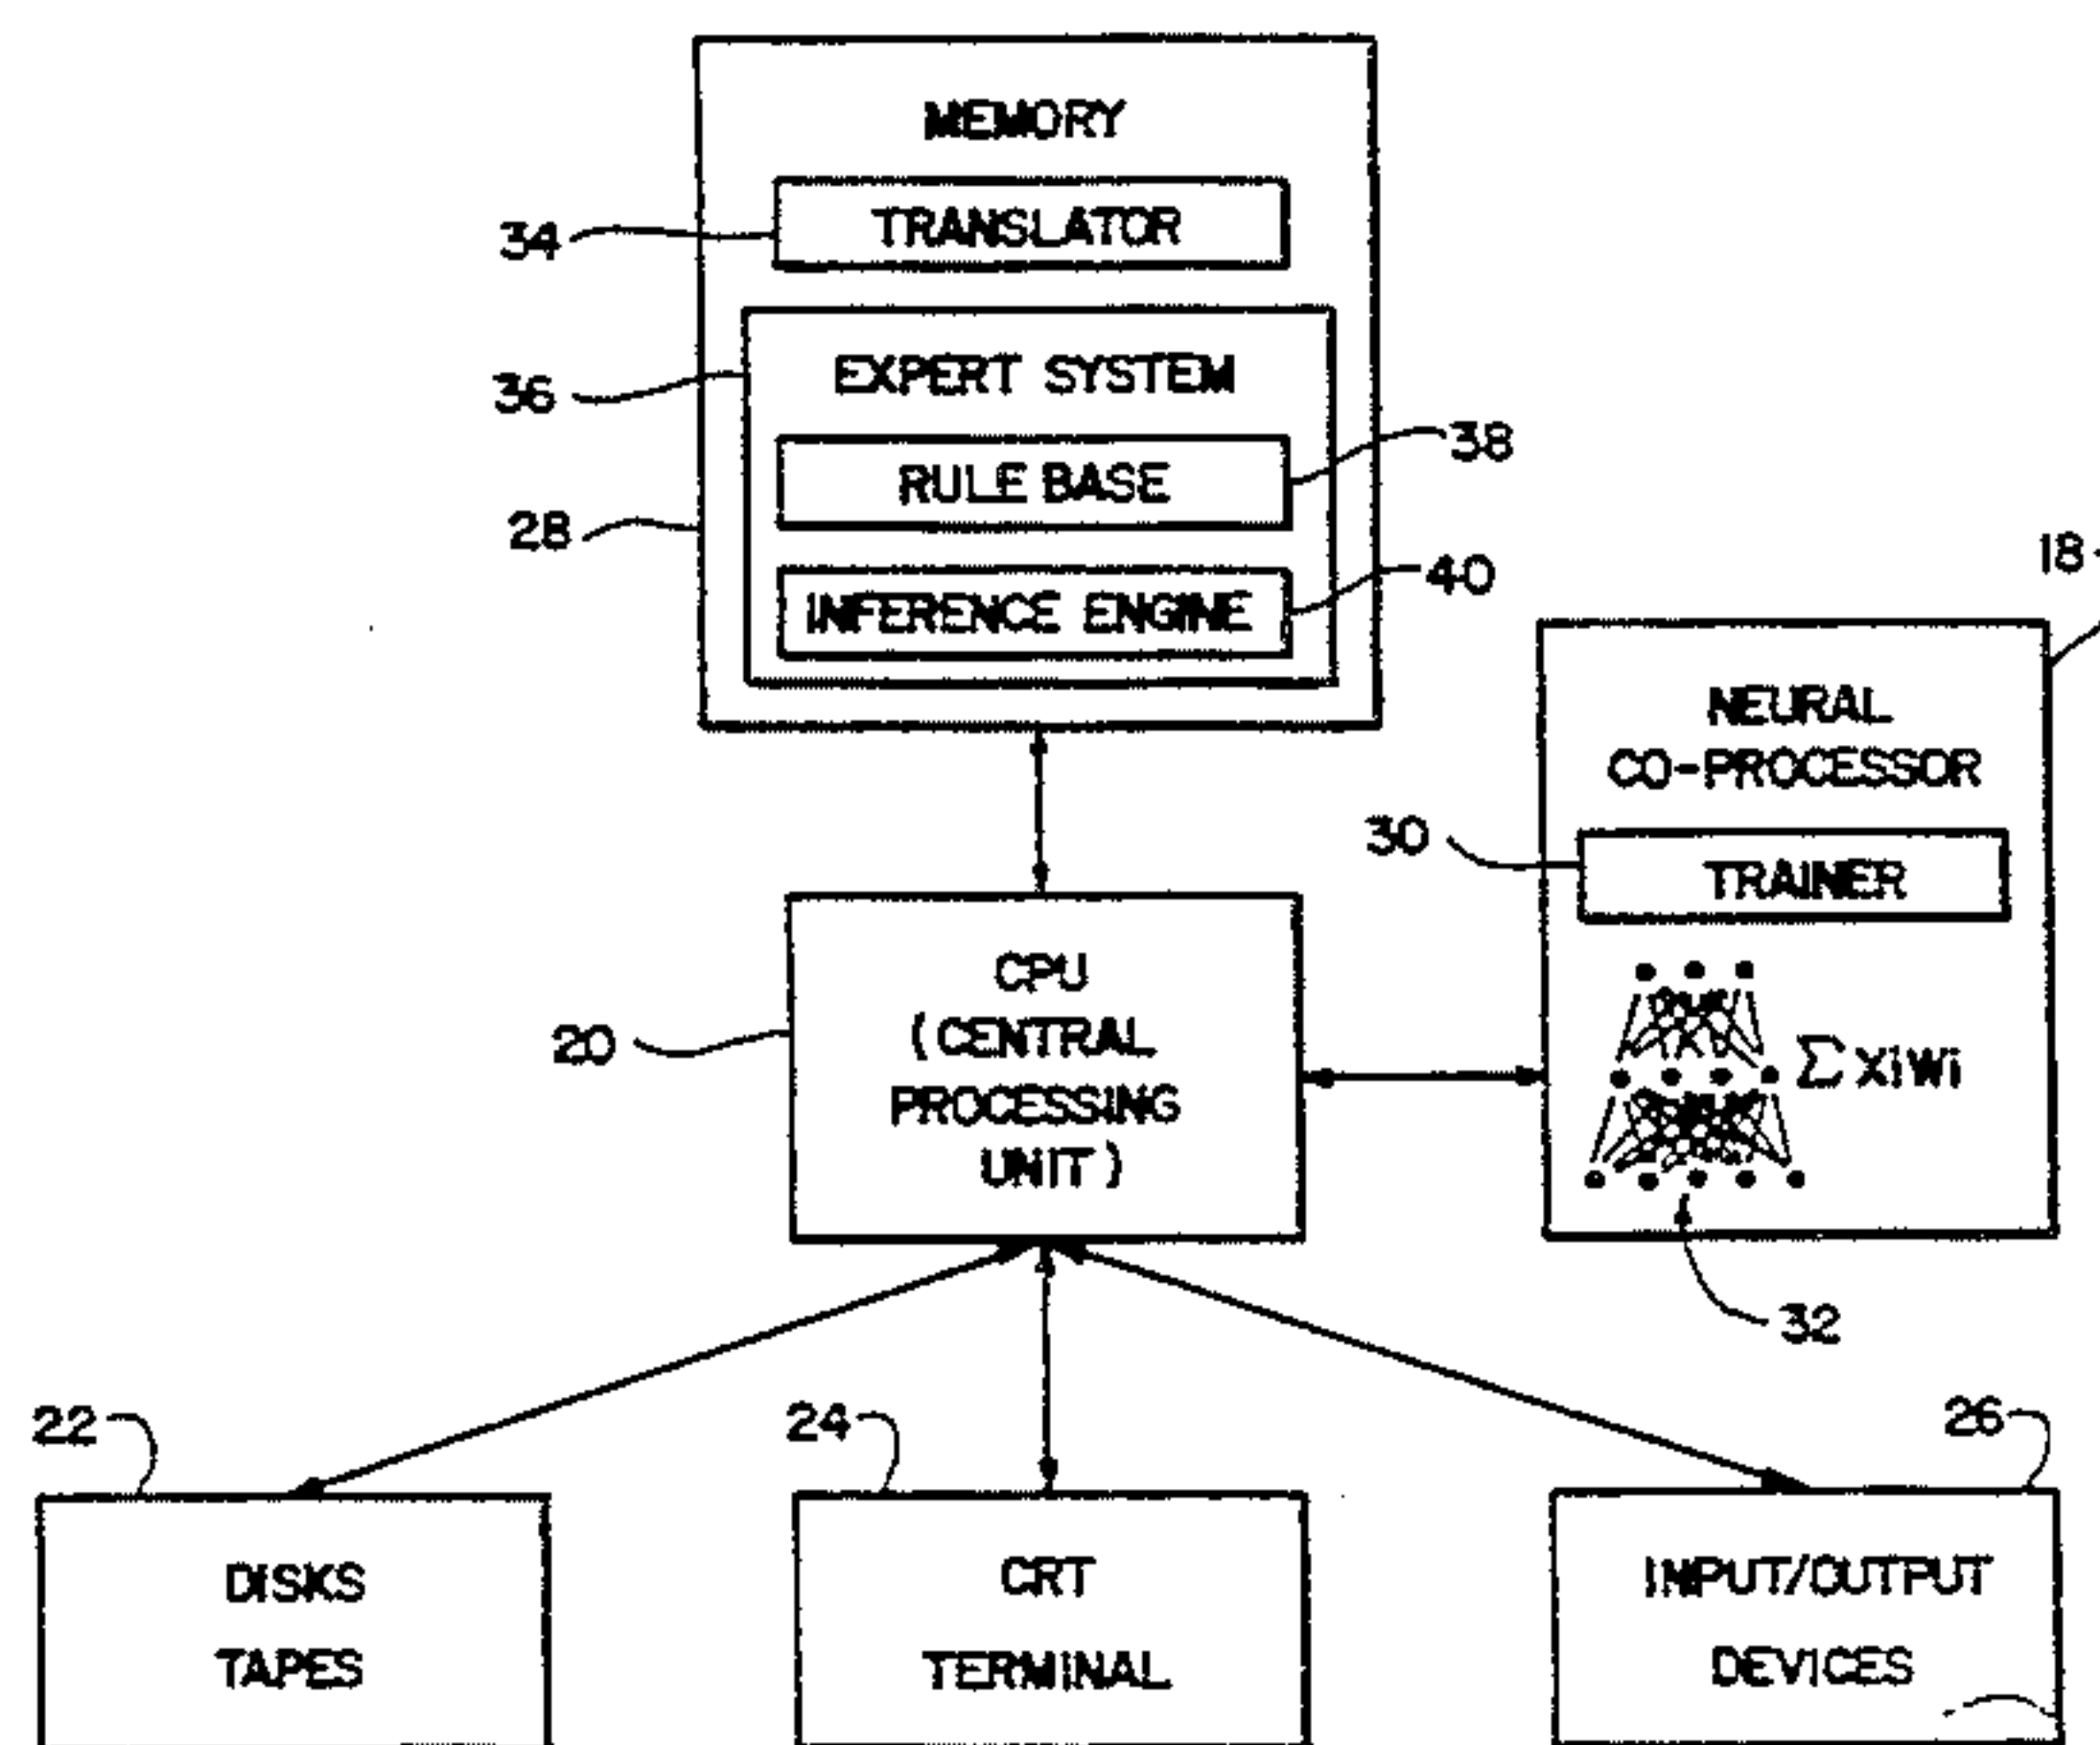 MEMORY
34
TRANSLATOR
36
EXPERT SYSTEM
38
RULE BASE
28
40
INFERENCE ENGINE
18
NEURAL
CO-PROCESSOR
30
TRAINER
CPU
(CENTRAL
PROCESSING
UNIT)
20
Σ XiWi
32
22
24
26
DISKS
TAPES
CRT
TERMINAL
INPUT/OUTPUT
DEVICES